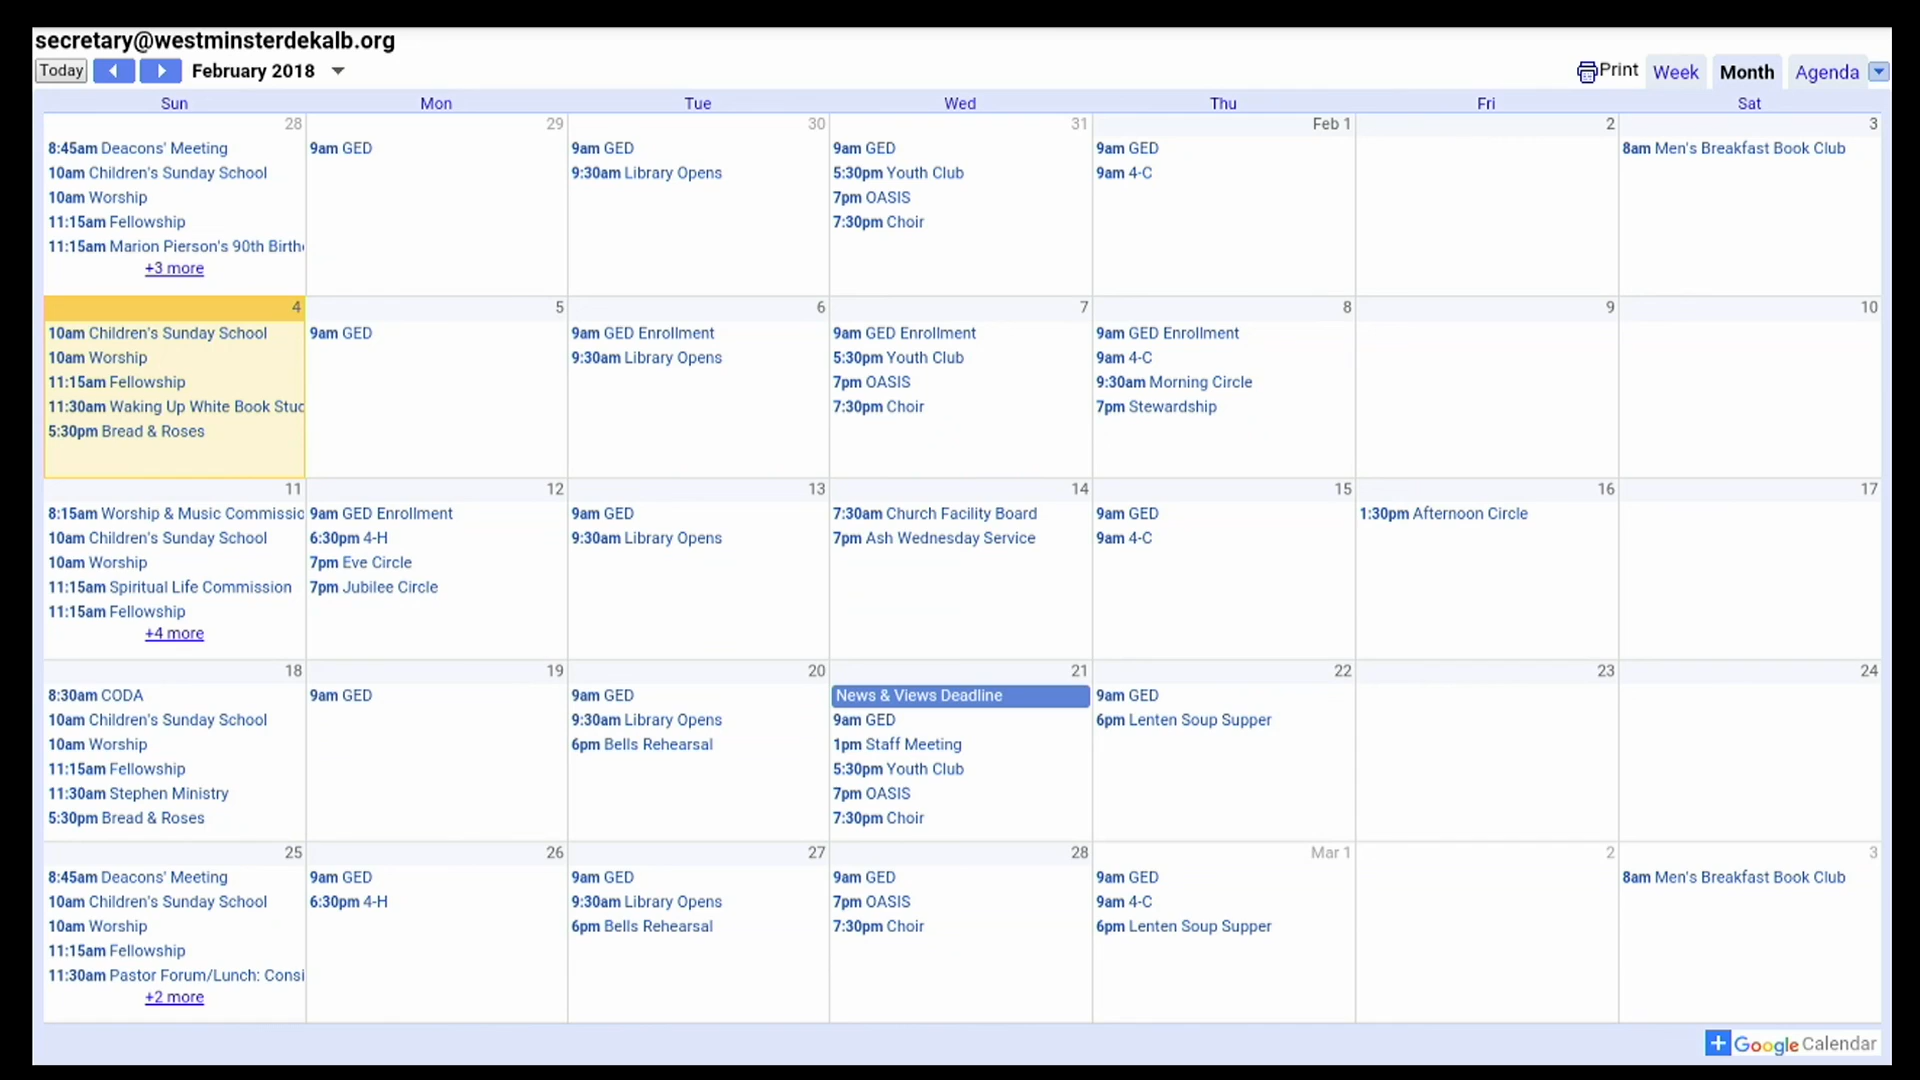 secretary@westminsterdekalb.org
Today February 2018 Print Week Month Agenda
Sun Mon Tue Wed Thu Fri Sat
28 29 30 31 Feb 1 2 3
8:45am Deacons' Meeting
10am Children's Sunday School
10am Worship
11:15am Fellowship
11:15am Marion Pierson's 90th Birth
+3 more
9am GED
9am GED
9:30am Library Opens
9am GED
5:30pm Youth Club
7pm OASIS
7:30pm Choir
9am GED
9am 4-C
8am Men's Breakfast Book Club
4 5 6 7 8 9 10
10am Children's Sunday School
10am Worship
11:15am Fellowship
11:30am Waking Up White Book Stud
5:30pm Bread & Roses
9am GED
9am GED Enrollment
9:30am Library Opens
9am GED Enrollment
5:30pm Youth Club
7pm OASIS
7:30pm Choir
9am GED Enrollment
9am 4-C
9:30am Morning Circle
7pm Stewardship
11 12 13 14 15 16 17
8:15am Worship & Music Commissio
10am Children's Sunday School
10am Worship
11:15am Spiritual Life Commission
11:15am Fellowship
+4 more
9am GED Enrollment
6:30pm 4-H
7pm Eve Circle
7pm Jubilee Circle
9am GED
9:30am Library Opens
7:30am Church Facility Board
7pm Ash Wednesday Service
9am GED
9am 4-C
1:30pm Afternoon Circle
18 19 20 21 22 23 24
8:30am CODA
10am Children's Sunday School
10am Worship
11:15am Fellowship
11:30am Stephen Ministry
5:30pm Bread & Roses
9am GED
9am GED
9:30am Library Opens
6pm Bells Rehearsal
News & Views Deadline
9am GED
1pm Staff Meeting
5:30pm Youth Club
7pm OASIS
7:30pm Choir
9am GED
6pm Lenten Soup Supper
25 26 27 28 Mar 1 2 3
8:45am Deacons' Meeting
10am Children's Sunday School
10am Worship
11:15am Fellowship
11:30am Pastor Forum/Lunch: Consi
+2 more
9am GED
6:30pm 4-H
9am GED
9:30am Library Opens
6pm Bells Rehearsal
9am GED
7pm OASIS
7:30pm Choir
9am GED
9am 4-C
6pm Lenten Soup Supper
8am Men's Breakfast Book Club
Google Calendar